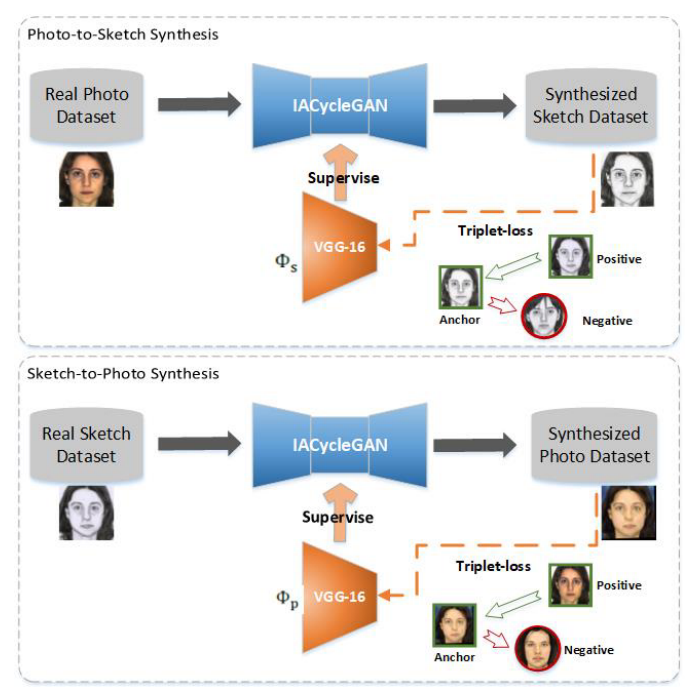 Photo-to-Sketch Synthesis
Real Photo
Dataset
IACycleGAN
Synthesized
Sketch Dataset
Supervise
VGG-16
Φs
Triplet-loss
Positive
Anchor
Negative
Sketch-to-Photo Synthesis
Real Sketch
Dataset
IACycleGAN
Synthesized
Photo Dataset
Supervise
VGG-16
Φp
Triplet-loss
Positive
Anchor
Negative